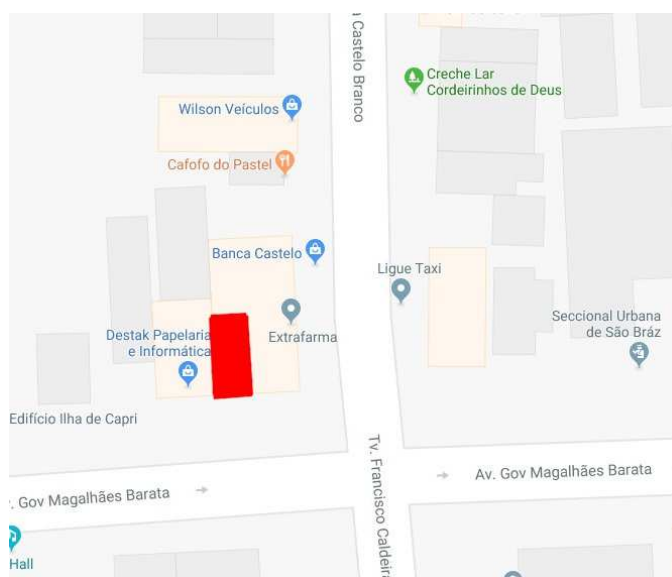 a Castelo Branco
Creche Lar
Cordeirinhos de Deus
Wilson Veículos
Cafofo do Pastel
Banca Castelo
Ligue Taxi
Seccional Urbana
de São Bráz
Destak Papelaria
e Informática
Extrafarma
Edifício Ilha de Capri
Av. Gov Magalhães Barata
. Gov Magalhães Barata
Tv. Francisco Caldeir
Hall